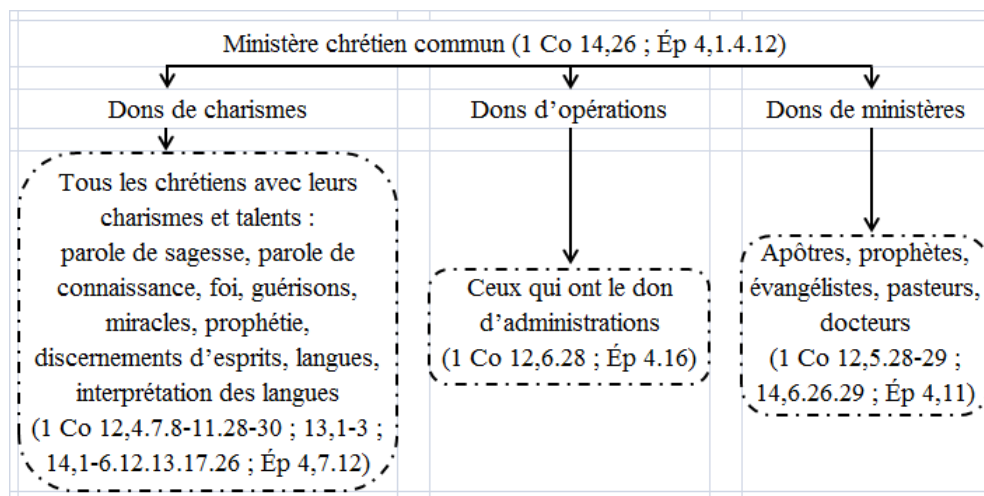 Ministère chrétien commun (1 Co 14,26 ; Ép 4,1.4.12)
Dons de charismes
Dons d’opérations
Dons de ministères
Tous les chrétiens avec leurs
charismes et talents :
parole de sagesse, parole de
connaissance, foi, guérisons,
miracles, prophétie,
discernements d’esprits, langues,
interprétation des langues
(1 Co 12,4.7.8-11.28-30 ; 13,1-3 ;
14,1-6.12.13.17.26 ; Ép 4,7.12)
Ceux qui ont le don
d’administrations
(1 Co 12,6.28 ; Ép 4.16)
Apôtres, prophètes,
évangélistes, pasteurs,
docteurs
(1 Co 12,5.28-29 ;
14,6.26.29 ; Ép 4,11)